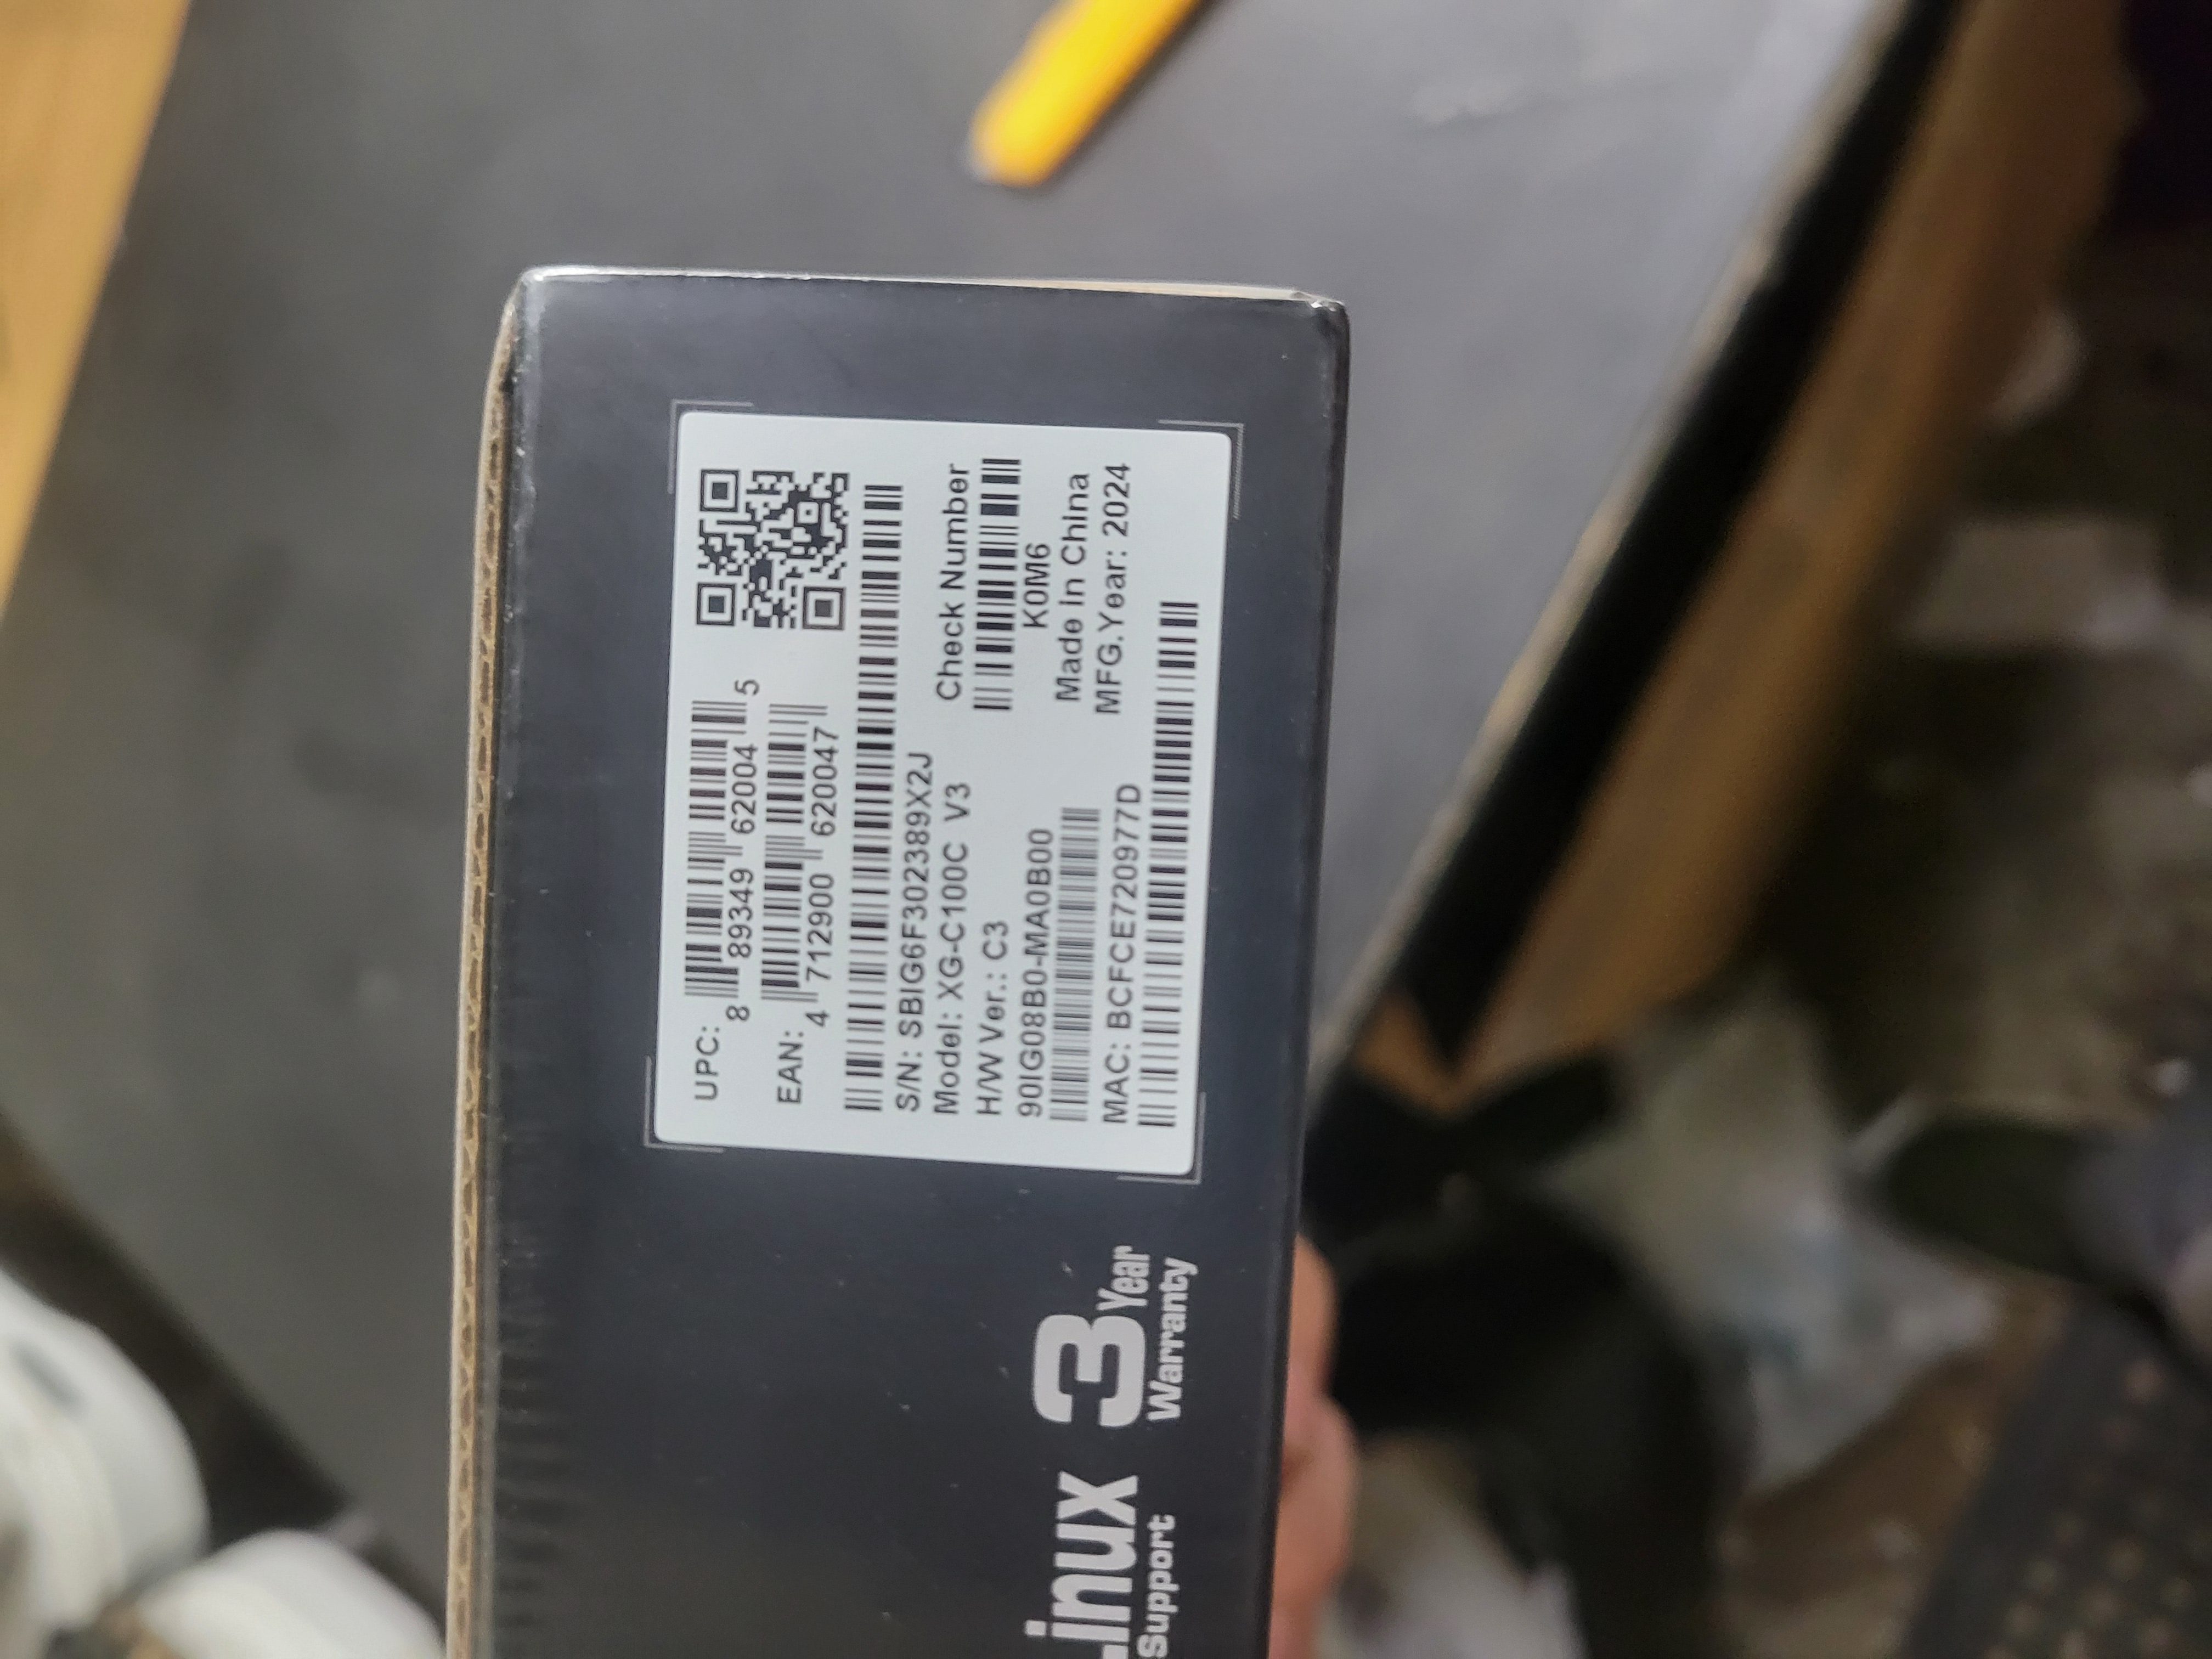 UPC:
8 89349 62004 5
EAN:
4 712900 620047
S/N: SBIG6F302389X2J
Model: XG-C100C V3
Check Number
H/W Ver.: C3
K0M6
90IG08B0-MA0B00
Made in China
MFG.Year: 2024
MAC: BCFCE720977D
Linux
Support
3 Year
Warranty